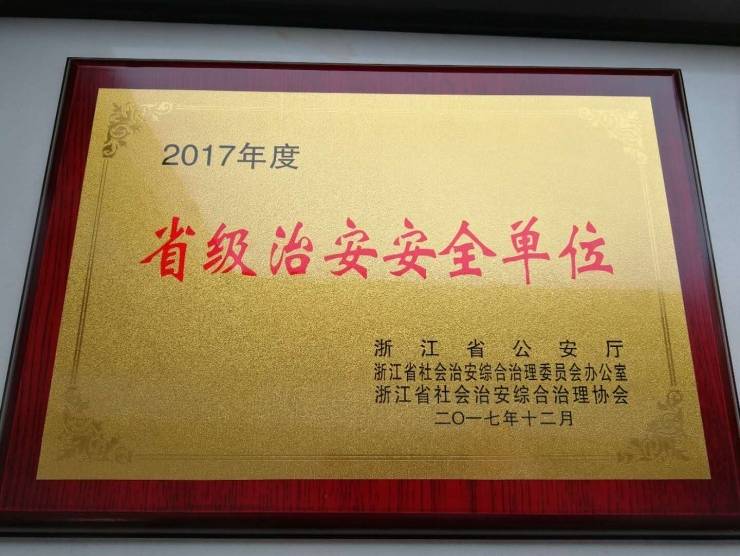 2017年度
省级治安安全单位
浙江省公安厅
浙江省社会治安综合治理委员会办公室
浙江省社会治安综合治理协会
二〇一七年十二月